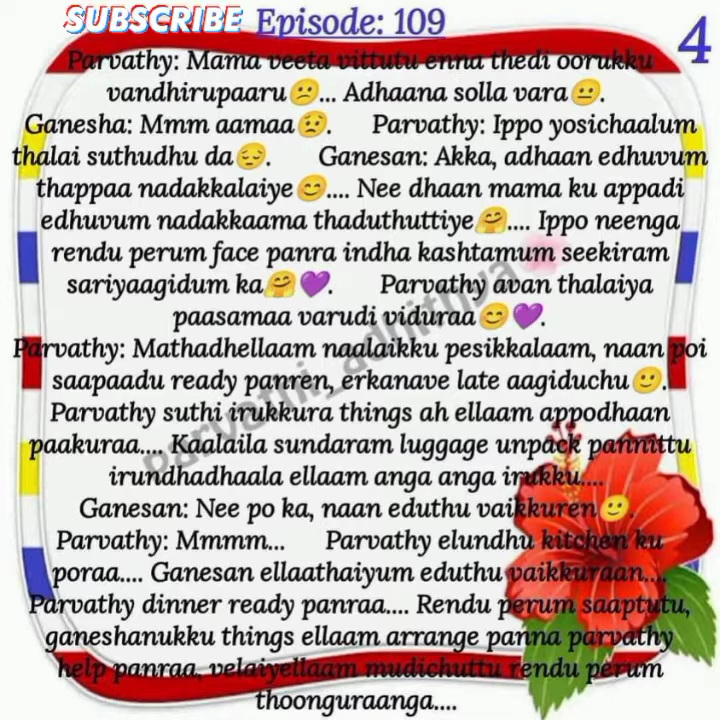 SUBSCRIBE Episode: 109
4
Parvathy: Mama veeta vittutu enna thedi oorukku
vandhirupaaru😕... Adhaana solla vara😐.
Ganesha: Mmm aamaa😟. Parvathy: Ippo yosichaalum
thalai suthudhu da😔. Ganesan: Akka, adhaan edhuvum
thappaa nadakkalaiye😊.... Nee dhaan mama ku appadi
edhuvum nadakkaama thaduthuttiye🤗.... Ippo neenga
rendu perum face panra indha kashtamum seekiram
sariyaagidum ka🤗💜. Parvathy avan thalaiya
paasamaa varudi viduraa😊💜.
Parvathy: Mathadhellaam naalaikku pesikkalaam, naan poi
saapaadu ready panren, erkanave late aagiduchu🙂.
Parvathy suthi irukkura things ah ellaam appodhaan
paakuraa.... Kaalaila sundaram luggage unpack pannittu
irundhadhaala ellaam anga anga irukku....
Ganesan: Nee po ka, naan eduthu vaikkuren🙂.
Parvathy: Mmmm... Parvathy elundhu kitchen ku
poraa.... Ganesan ellaathaiyum eduthu vaikkuraan....
Parvathy dinner ready panraa.... Rendu perum saaptutu,
ganeshanukku things ellaam arrange panna parvathy
help panraa, velaiyellaam mudichuttu rendu perum
thoonguraanga....
parvathi_adhithya